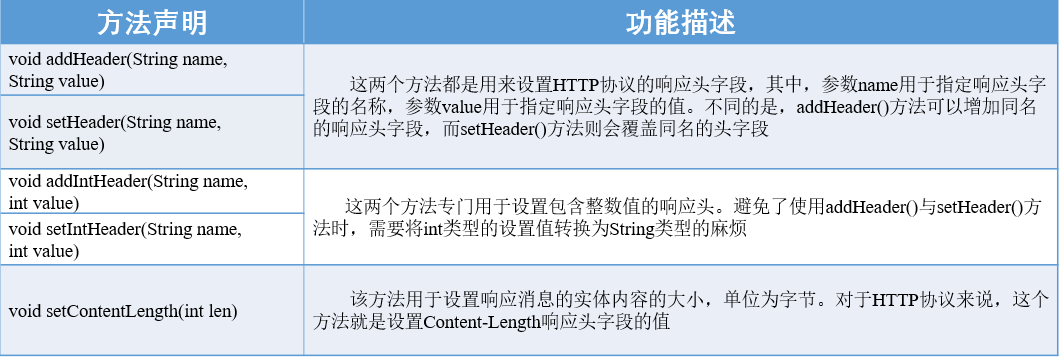 方法声明
功能描述
void addHeader(String name,
String value)
void setHeader(String name,
String value)
这两个方法都是用来设置HTTP协议的响应头字段，其中，参数name用于指定响应头字
段的名称，参数value用于指定响应头字段的值。不同的是，addHeader()方法可以增加同名
的响应头字段，而setHeader()方法则会覆盖同名的头字段
void addIntHeader(String name,
int value)
void setIntHeader(String name,
int value)
这两个方法专门用于设置包含整数值的响应头。避免了使用addHeader()与setHeader()方
法时，需要将int类型的设置值转换为String类型的麻烦
void setContentLength(int len)
该方法用于设置响应消息的实体内容的大小，单位为字节。对于HTTP协议来说，这个
方法就是设置Content-Length响应头字段的值